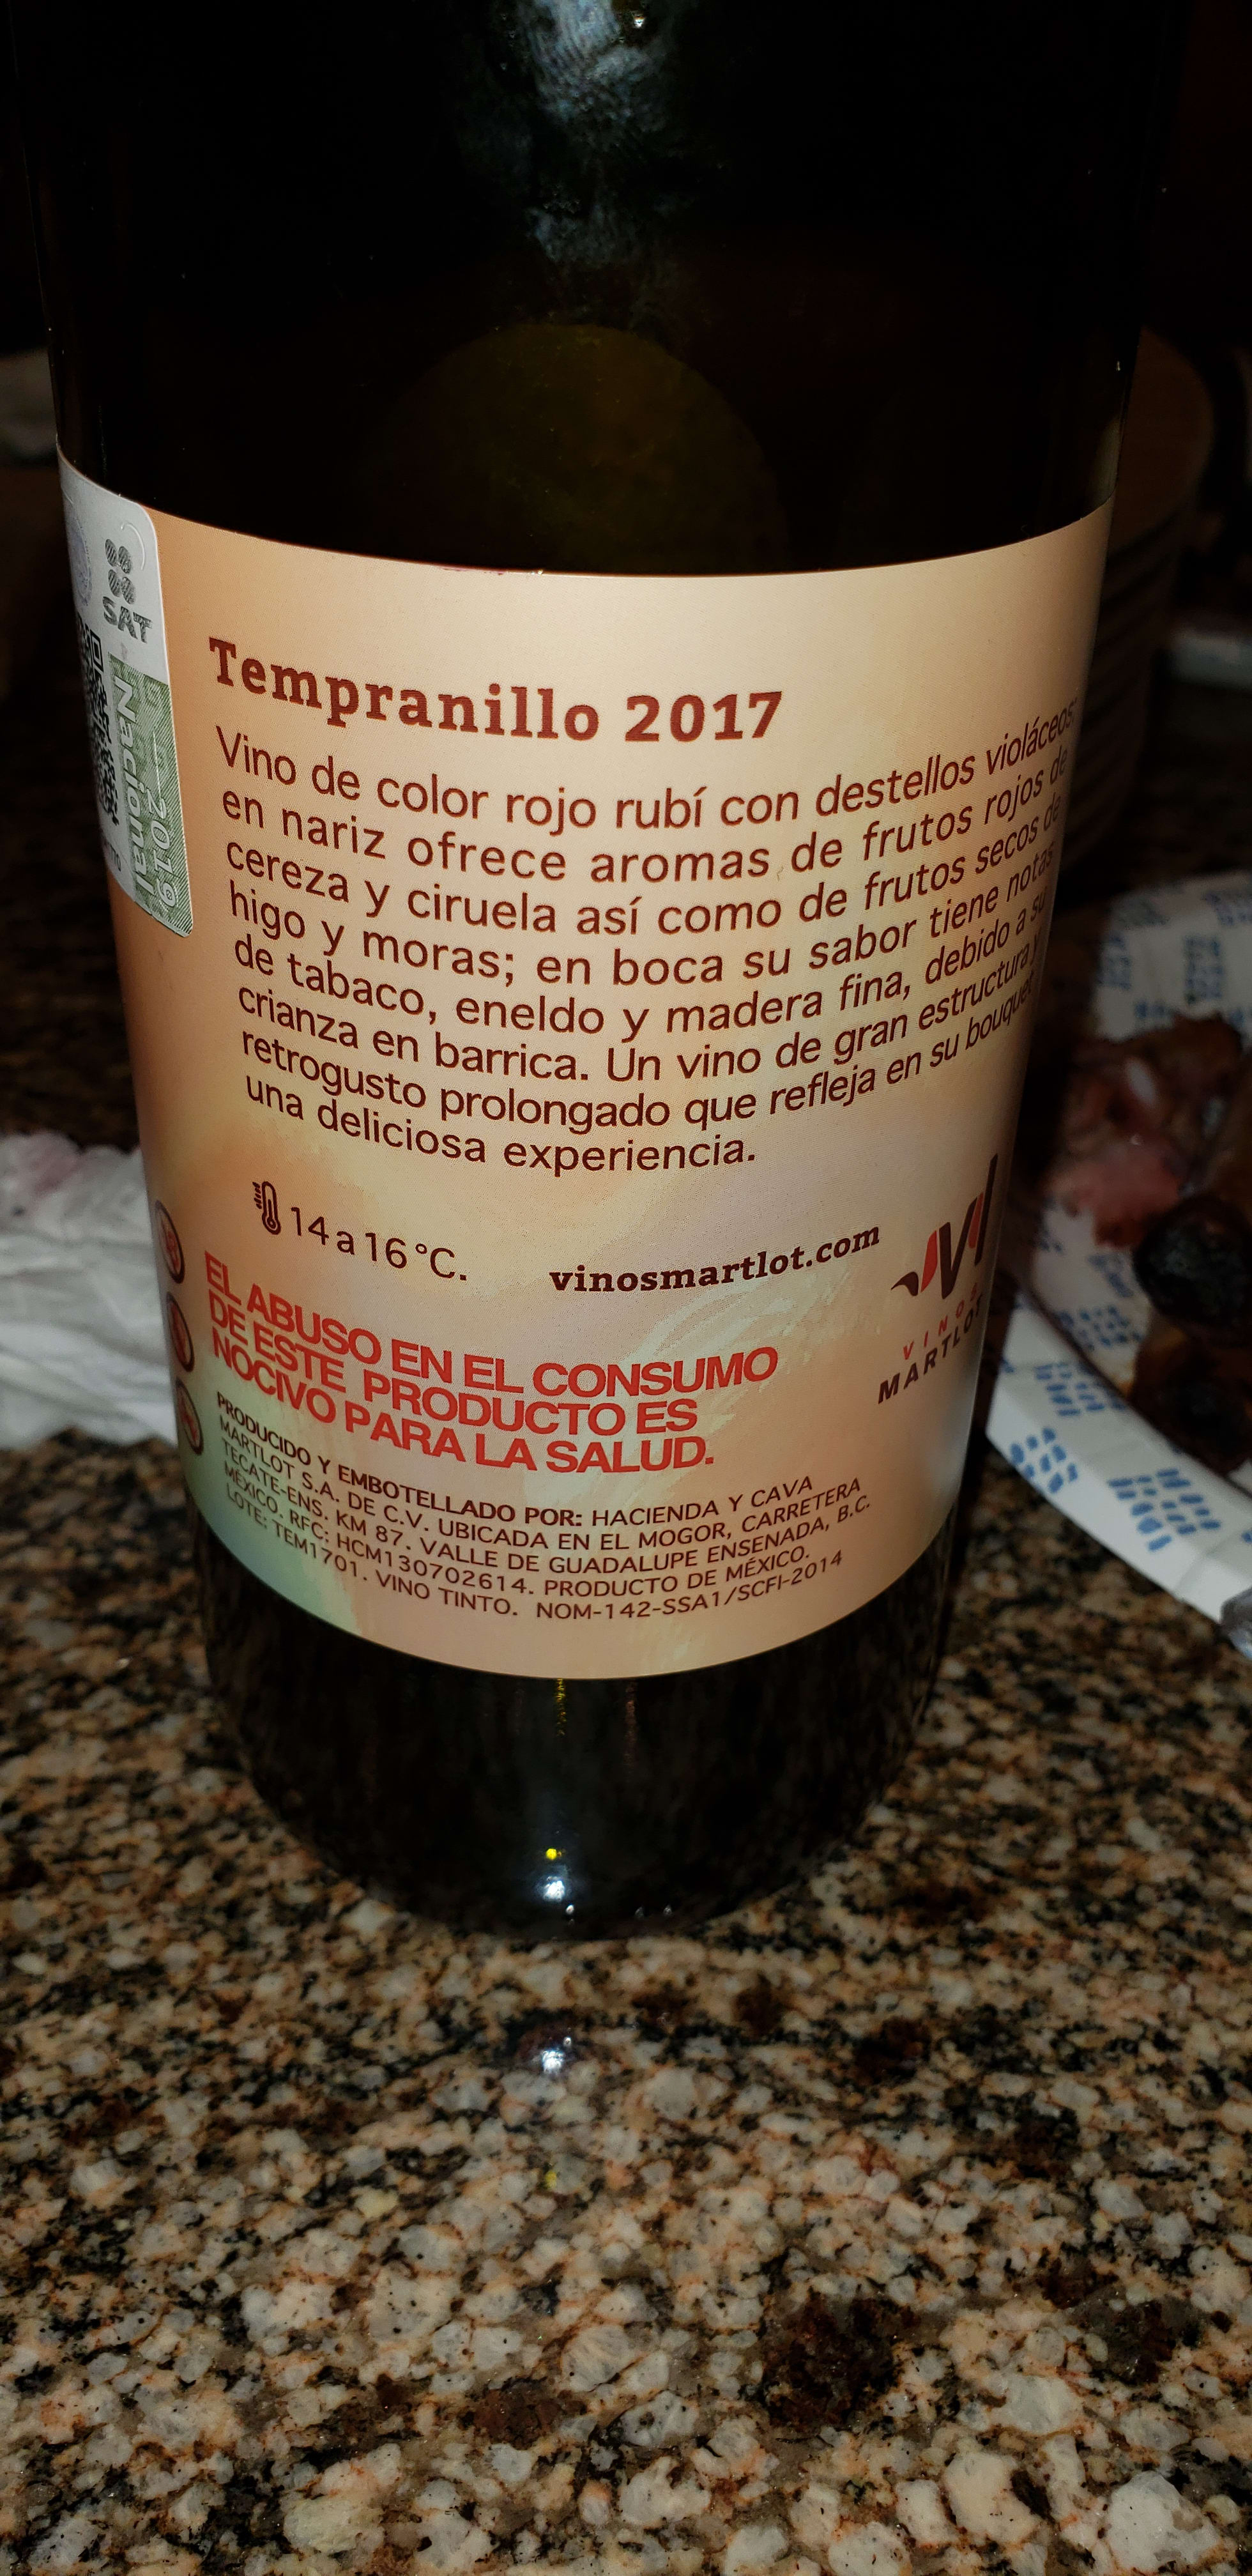 SAT
Nacional
2019
Tempranillo 2017
Vino de color rojo rubí con destellos violáceos;
en nariz ofrece aromas de frutos rojos de
cereza y ciruela así como de frutos secos de
higo y moras; en boca su sabor tiene notas
de tabaco, eneldo y madera fina, debido a su
crianza en barrica. Un vino de gran estructura y
retrogusto prolongado que refleja en su bouquet
una deliciosa experiencia.
14 a 16 °C.
vinosmartlot.com
VINOS
MARTLOT
EL ABUSO EN EL CONSUMO
DE ESTE PRODUCTO ES
NOCIVO PARA LA SALUD.
PRODUCIDO Y EMBOTELLADO POR: HACIENDA Y CAVA
MARTLOT S.A. DE C.V. UBICADA EN EL MOGOR, CARRETERA
TECATE-ENS. KM 87. VALLE DE GUADALUPE ENSENADA, B.C.
MÉXICO. RFC: HCM130702614. PRODUCTO DE MÉXICO.
LOTE: TEM1701. VINO TINTO. NOM-142-SSA1/SCFI-2014